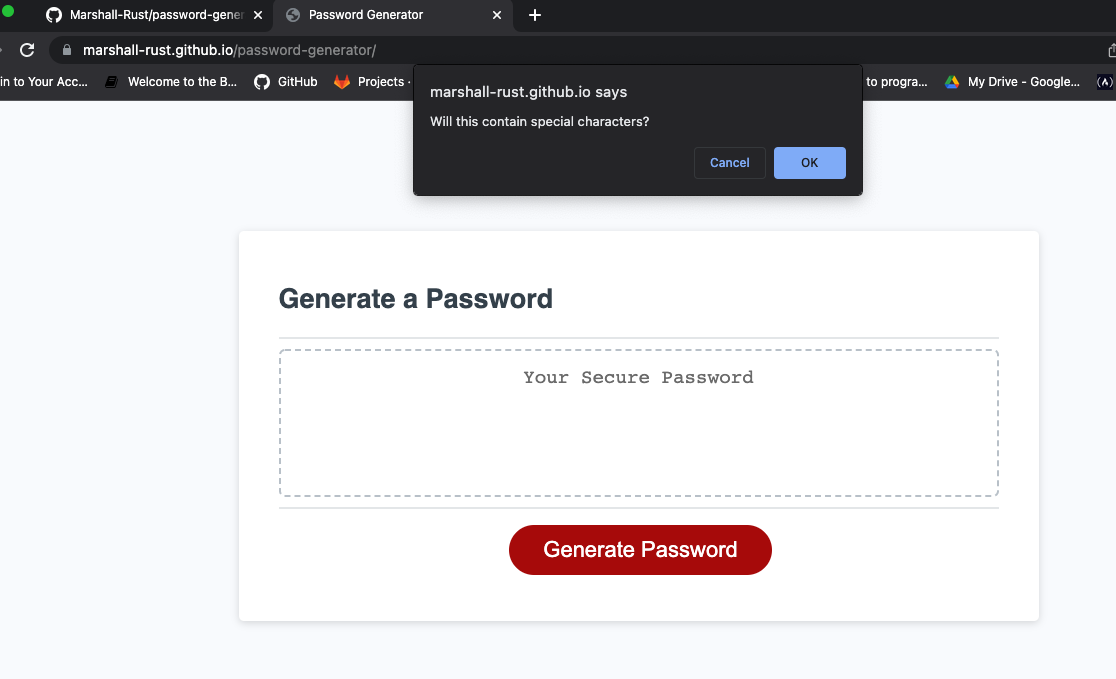 Marshall-Rust/password-gener
Password Generator
marshall-rust.github.io/password-generator/
in to Your Acc...
Welcome to the B...
GitHub
Projects ·
to progra...
My Drive - Google...
marshall-rust.github.io says
Will this contain special characters?
Cancel
OK
Generate a Password
Your Secure Password
Generate Password